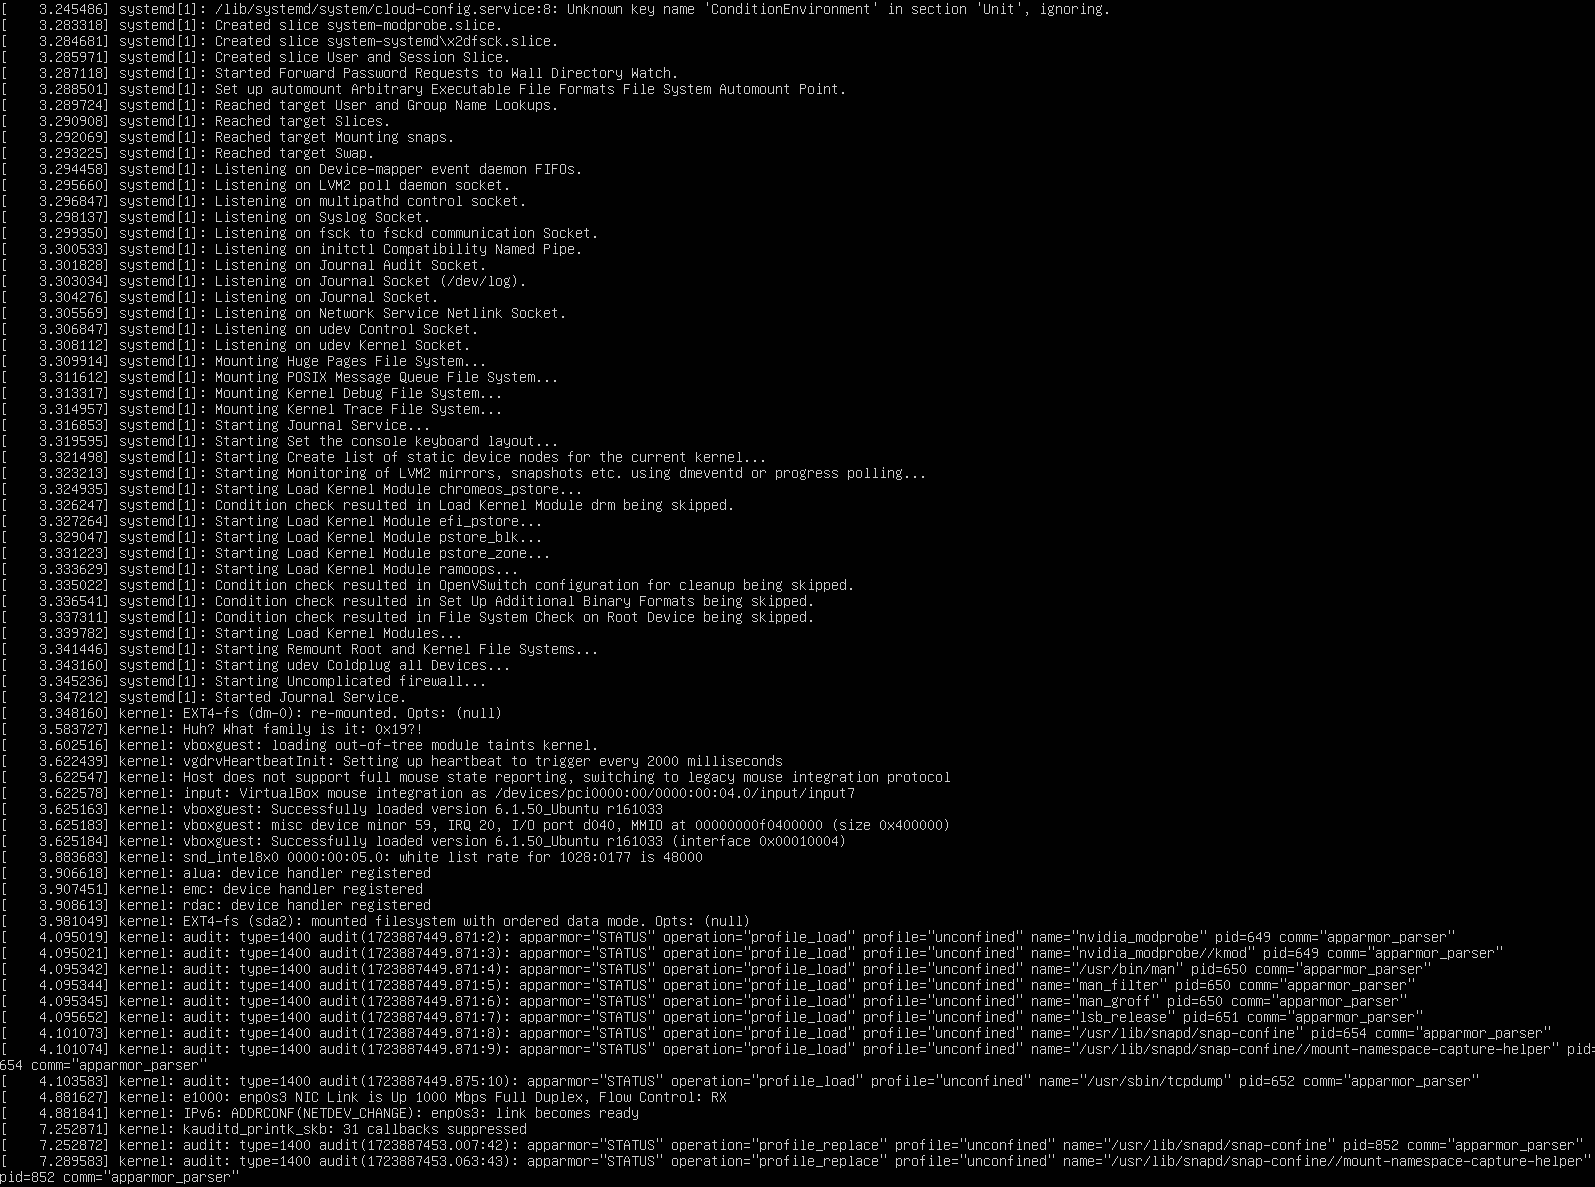 [    3.245486] systemd[1]: /lib/systemd/system/cloud-config.service:8: Unknown key name 'ConditionEnvironment' in section 'Unit', ignoring.
[    3.283318] systemd[1]: Created slice system-modprobe.slice.
[    3.284681] systemd[1]: Created slice system-systemd\x2dfsck.slice.
[    3.285971] systemd[1]: Created slice User and Session Slice.
[    3.287118] systemd[1]: Started Forward Password Requests to Wall Directory Watch.
[    3.288501] systemd[1]: Set up automount Arbitrary Executable File Formats File System Automount Point.
[    3.289724] systemd[1]: Reached target User and Group Name Lookups.
[    3.290908] systemd[1]: Reached target Slices.
[    3.292069] systemd[1]: Reached target Mounting snaps.
[    3.293225] systemd[1]: Reached target Swap.
[    3.294458] systemd[1]: Listening on Device-mapper event daemon FIFOs.
[    3.295660] systemd[1]: Listening on LVM2 poll daemon socket.
[    3.296847] systemd[1]: Listening on multipathd control socket.
[    3.298137] systemd[1]: Listening on Syslog Socket.
[    3.299350] systemd[1]: Listening on fsck to fsckd communication Socket.
[    3.300533] systemd[1]: Listening on initctl Compatibility Named Pipe.
[    3.301828] systemd[1]: Listening on Journal Audit Socket.
[    3.303034] systemd[1]: Listening on Journal Socket (/dev/log).
[    3.304276] systemd[1]: Listening on Journal Socket.
[    3.305569] systemd[1]: Listening on Network Service Netlink Socket.
[    3.306847] systemd[1]: Listening on udev Control Socket.
[    3.308112] systemd[1]: Listening on udev Kernel Socket.
[    3.309914] systemd[1]: Mounting Huge Pages File System...
[    3.311612] systemd[1]: Mounting POSIX Message Queue File System...
[    3.313317] systemd[1]: Mounting Kernel Debug File System...
[    3.314957] systemd[1]: Mounting Kernel Trace File System...
[    3.316853] systemd[1]: Starting Journal Service...
[    3.319595] systemd[1]: Starting Set the console keyboard layout...
[    3.321498] systemd[1]: Starting Create list of static device nodes for the current kernel...
[    3.323213] systemd[1]: Starting Monitoring of LVM2 mirrors, snapshots etc. using dmeventd or progress polling...
[    3.324935] systemd[1]: Starting Load Kernel Module chromeos_pstore...
[    3.326247] systemd[1]: Condition check resulted in Load Kernel Module drm being skipped.
[    3.327264] systemd[1]: Starting Load Kernel Module efi_pstore...
[    3.329047] systemd[1]: Starting Load Kernel Module pstore_blk...
[    3.331223] systemd[1]: Starting Load Kernel Module pstore_zone...
[    3.333629] systemd[1]: Starting Load Kernel Module ramoops...
[    3.335022] systemd[1]: Condition check resulted in OpenVSwitch configuration for cleanup being skipped.
[    3.336541] systemd[1]: Condition check resulted in Set Up Additional Binary Formats being skipped.
[    3.337311] systemd[1]: Condition check resulted in File System Check on Root Device being skipped.
[    3.339782] systemd[1]: Starting Load Kernel Modules...
[    3.341446] systemd[1]: Starting Remount Root and Kernel File Systems...
[    3.343160] systemd[1]: Starting udev Coldplug all Devices...
[    3.345236] systemd[1]: Starting Uncomplicated firewall...
[    3.347212] systemd[1]: Started Journal Service.
[    3.348160] kernel: EXT4-fs (dm-0): re-mounted. Opts: (null)
[    3.583727] kernel: Huh? What family is it: 0x19?!
[    3.602516] kernel: vboxguest: loading out-of-tree module taints kernel.
[    3.622439] kernel: vgdrvHeartbeatInit: Setting up heartbeat to trigger every 2000 milliseconds
[    3.622547] kernel: Host does not support full mouse state reporting, switching to legacy mouse integration protocol
[    3.622578] kernel: input: VirtualBox mouse integration as /devices/pci0000:00/0000:00:04.0/input/input7
[    3.625163] kernel: vboxguest: Successfully loaded version 6.1.50_Ubuntu r161033
[    3.625183] kernel: vboxguest: misc device minor 59, IRQ 20, I/O port d040, MMIO at 00000000f0400000 (size 0x400000)
[    3.625184] kernel: vboxguest: Successfully loaded version 6.1.50_Ubuntu r161033 (interface 0x00010004)
[    3.883683] kernel: snd_intel8x0 0000:00:05.0: white list rate for 1028:0177 is 48000
[    3.906618] kernel: alua: device handler registered
[    3.907451] kernel: emc: device handler registered
[    3.908613] kernel: rdac: device handler registered
[    3.981049] kernel: EXT4-fs (sda2): mounted filesystem with ordered data mode. Opts: (null)
[    4.095019] kernel: audit: type=1400 audit(1723887449.871:2): apparmor="STATUS" operation="profile_load" profile="unconfined" name="nvidia_modprobe" pid=649 comm="apparmor_parser"
[    4.095021] kernel: audit: type=1400 audit(1723887449.871:3): apparmor="STATUS" operation="profile_load" profile="unconfined" name="nvidia_modprobe//kmod" pid=649 comm="apparmor_parser"
[    4.095342] kernel: audit: type=1400 audit(1723887449.871:4): apparmor="STATUS" operation="profile_load" profile="unconfined" name="/usr/bin/man" pid=650 comm="apparmor_parser"
[    4.095344] kernel: audit: type=1400 audit(1723887449.871:5): apparmor="STATUS" operation="profile_load" profile="unconfined" name="man_filter" pid=650 comm="apparmor_parser"
[    4.095345] kernel: audit: type=1400 audit(1723887449.871:6): apparmor="STATUS" operation="profile_load" profile="unconfined" name="man_groff" pid=650 comm="apparmor_parser"
[    4.095652] kernel: audit: type=1400 audit(1723887449.871:7): apparmor="STATUS" operation="profile_load" profile="unconfined" name="lsb_release" pid=651 comm="apparmor_parser"
[    4.101073] kernel: audit: type=1400 audit(1723887449.871:8): apparmor="STATUS" operation="profile_load" profile="unconfined" name="/usr/lib/snapd/snap-confine" pid=654 comm="apparmor_parser"
[    4.101074] kernel: audit: type=1400 audit(1723887449.871:9): apparmor="STATUS" operation="profile_load" profile="unconfined" name="/usr/lib/snapd/snap-confine//mount-namespace-capture-helper" pid=
654 comm="apparmor_parser"
[    4.103583] kernel: audit: type=1400 audit(1723887449.875:10): apparmor="STATUS" operation="profile_load" profile="unconfined" name="/usr/sbin/tcpdump" pid=652 comm="apparmor_parser"
[    4.881627] kernel: e1000: enp0s3 NIC Link is Up 1000 Mbps Full Duplex, Flow Control: RX
[    4.881841] kernel: IPv6: ADDRCONF(NETDEV_CHANGE): enp0s3: link becomes ready
[    7.252871] kernel: kauditd_printk_skb: 31 callbacks suppressed
[    7.252872] kernel: audit: type=1400 audit(1723887453.007:42): apparmor="STATUS" operation="profile_replace" profile="unconfined" name="/usr/lib/snapd/snap-confine" pid=852 comm="apparmor_parser"
[    7.289583] kernel: audit: type=1400 audit(1723887453.063:43): apparmor="STATUS" operation="profile_replace" profile="unconfined" name="/usr/lib/snapd/snap-confine//mount-namespace-capture-helper"
pid=852 comm="apparmor_parser"